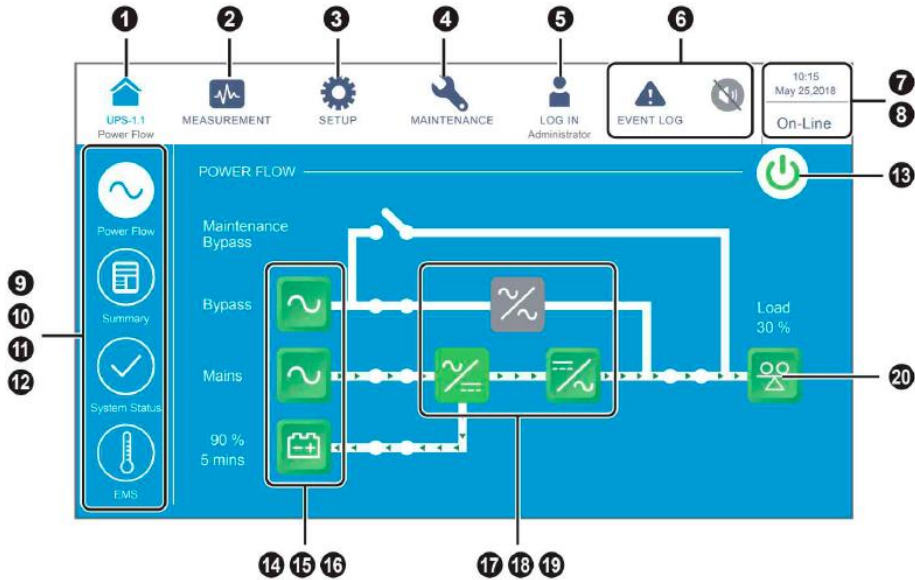 1 2 3 4 5 6
UPS-1.1
Power Flow
MEASUREMENT
SETUP
MAINTENANCE
LOG IN
Administrator
EVENT LOG
10:15
May 25,2018
On-Line
7
8
POWER FLOW
13
Power Flow
Maintenance
Bypass
9
10
11
12
Summary
Bypass
Load
30 %
Mains
20
System Status
90 %
5 mins
EMS
14 15 16 17 18 19